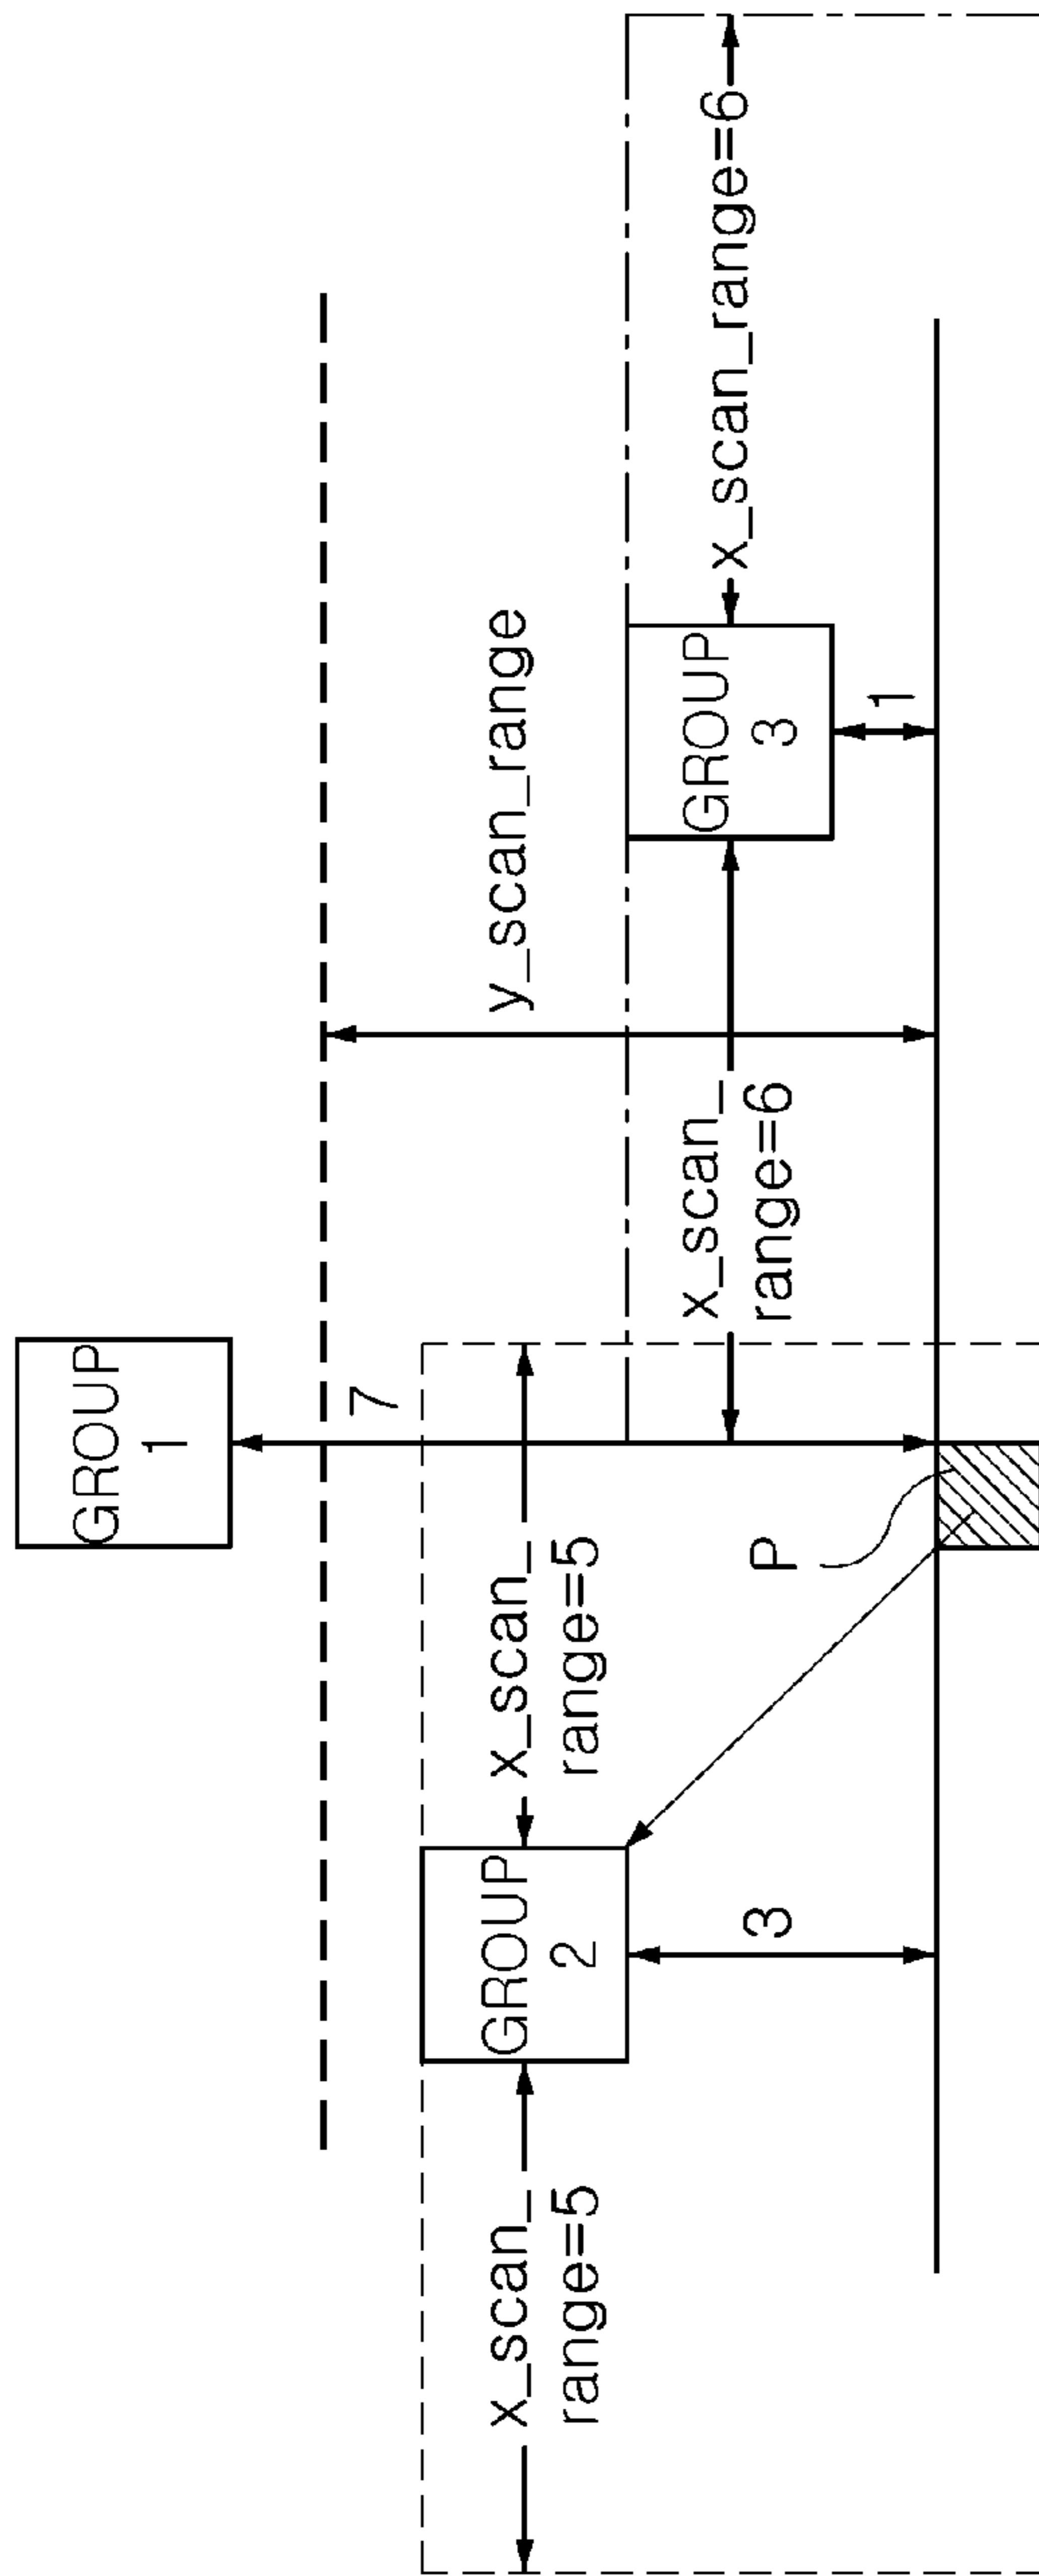 GROUP
1
7
x_scan_
range=5
GROUP
2
x_scan_
range=5
y_scan_range
x_scan_
range=6
GROUP
3
x_scan_range=6
3
P
1